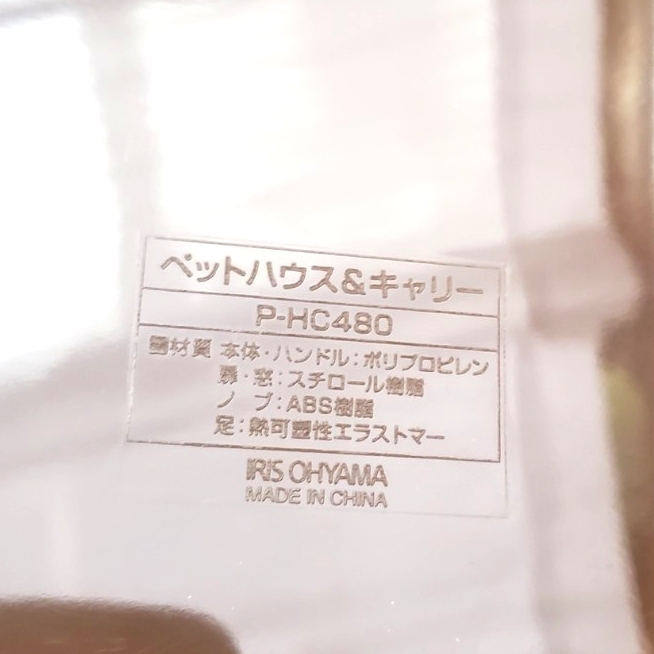 ペットハウス&キャリー
P-HC480
■材質 本体・ハンドル：ポリプロピレン
扉・窓：スチロール樹脂
ノブ：ABS樹脂
足：熱可塑性エラストマー
IRIS OHYAMA
MADE IN CHINA